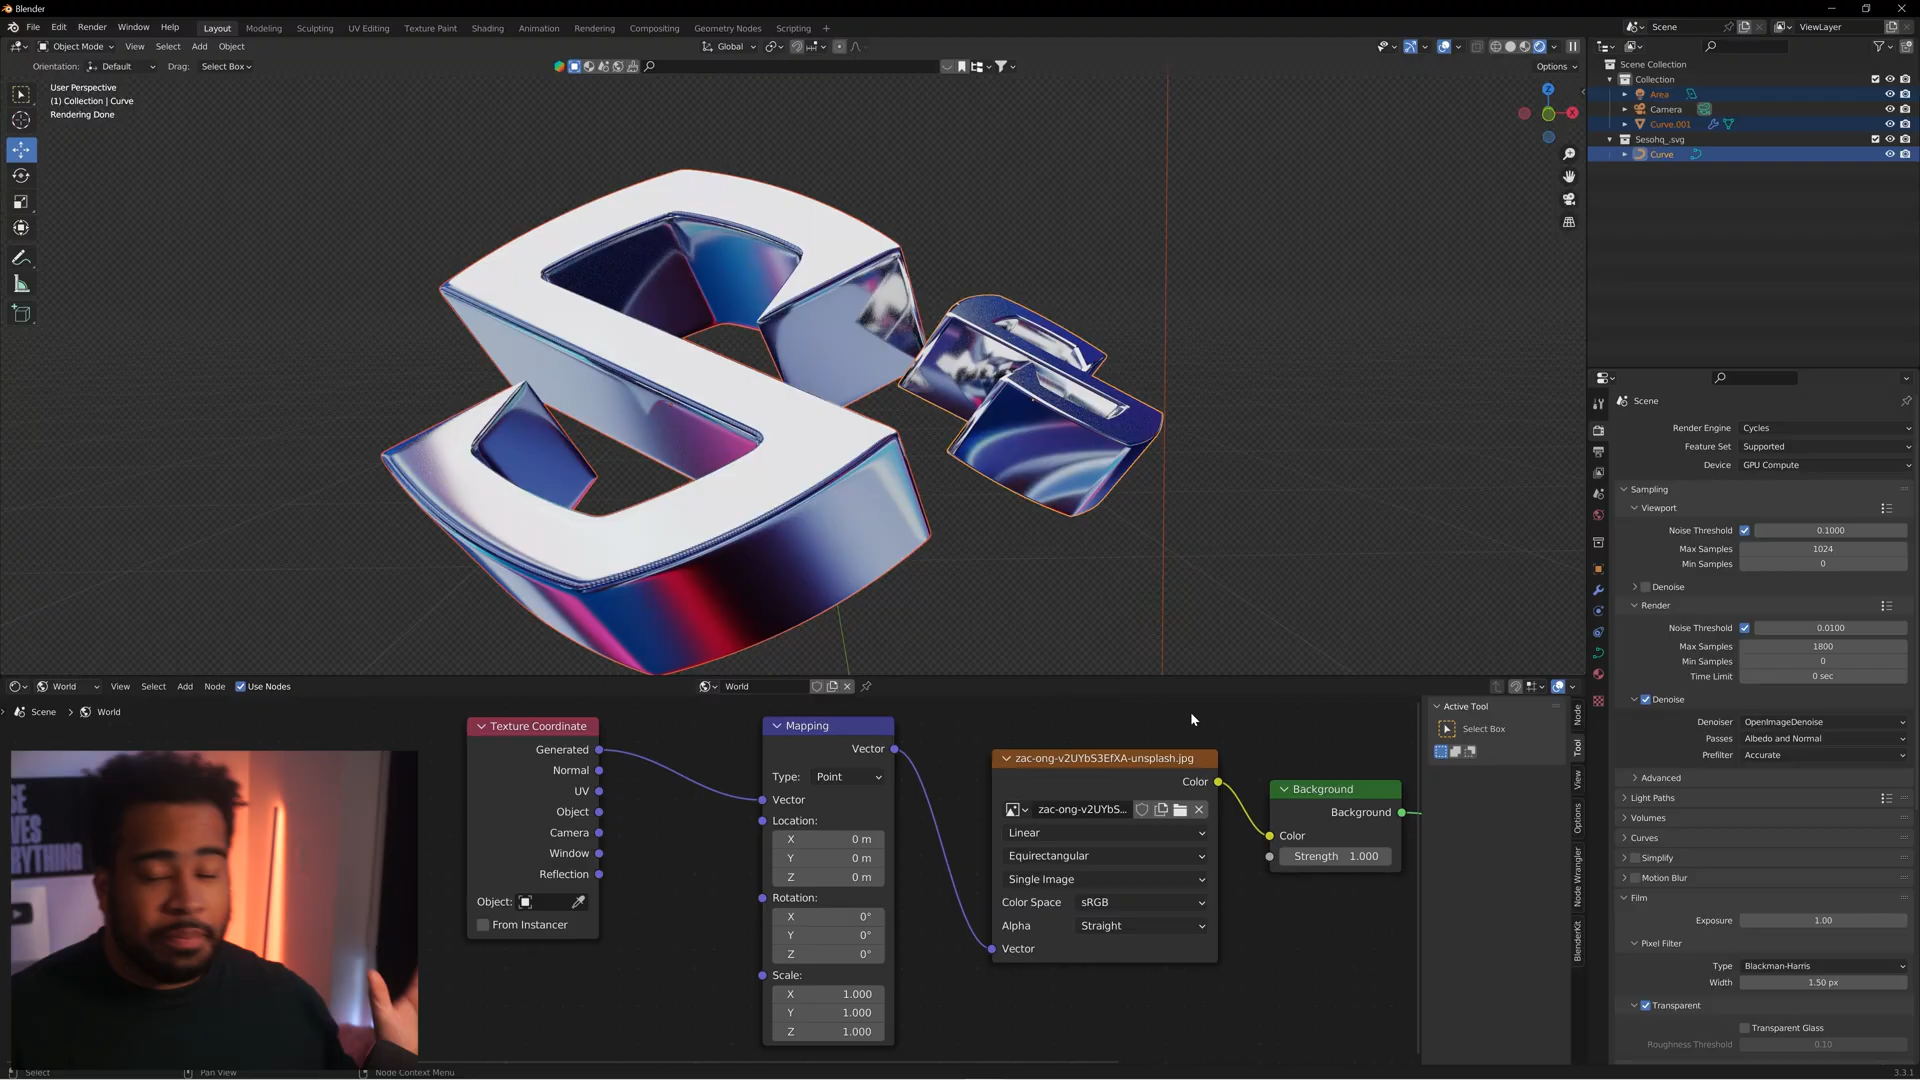 Blender
File Edit Render Window Help Layout Modeling Sculpting UV Editing Texture Paint Shading Animation Rendering Compositing Geometry Nodes Scripting + Scene ViewLayer
Object Mode View Select Add Object Global
Orientation: Default Drag: Select Box Options
User Perspective
(1) Collection | Curve
Rendering Done
Z
X
Scene Collection
Collection
Area
Camera
Curve.001
Sesohq_.svg
Curve
Scene
Render Engine Cycles
Feature Set Supported
Device GPU Compute
Sampling
Viewport
Noise Threshold 0.1000
Max Samples 1024
Min Samples 0
Denoise
Render
Noise Threshold 0.0100
Max Samples 1800
Min Samples 0
Time Limit 0 sec
Denoise
Denoiser OpenImageDenoise
Passes Albedo and Normal
Prefilter Accurate
Advanced
Light Paths
Volumes
Curves
Simplify
Motion Blur
Film
Exposure 1.00
Pixel Filter
Type Blackman-Harris
Width 1.50 px
Transparent
Transparent Glass
Roughness Threshold 0.10
World View Select Add Node Use Nodes World
Scene > World
Texture Coordinate
Generated
Normal
UV
Object
Camera
Window
Reflection
Object:
From Instancer
Mapping
Vector
Type: Point
Vector
Location:
X 0 m
Y 0 m
Z 0 m
Rotation:
X 0°
Y 0°
Z 0°
Scale:
X 1.000
Y 1.000
Z 1.000
zac-ong-v2UYbS3EfXA-unsplash.jpg
Color
zac-ong-v2UYbS...
Linear
Equirectangular
Single Image
Color Space sRGB
Alpha Straight
Vector
Background
Background
Color
Strength 1.000
Active Tool
Select Box
Node
Tool
View
Options
Node Wrangler
BlenderKit
Select Pan View Node Context Menu 3.3.1